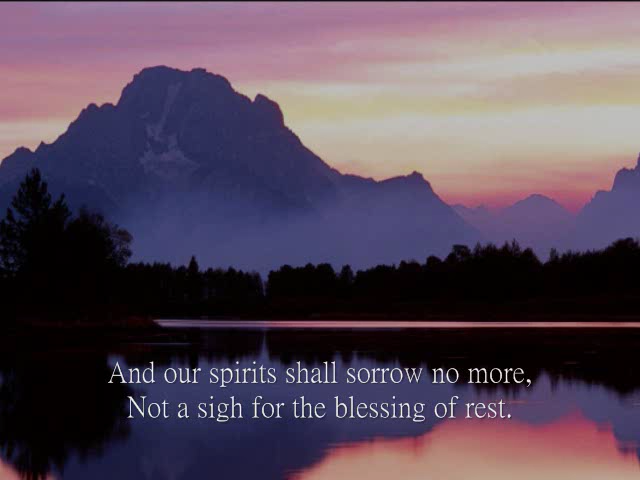 And our spirits shall sorrow no more,
Not a sigh for the blessing of rest.